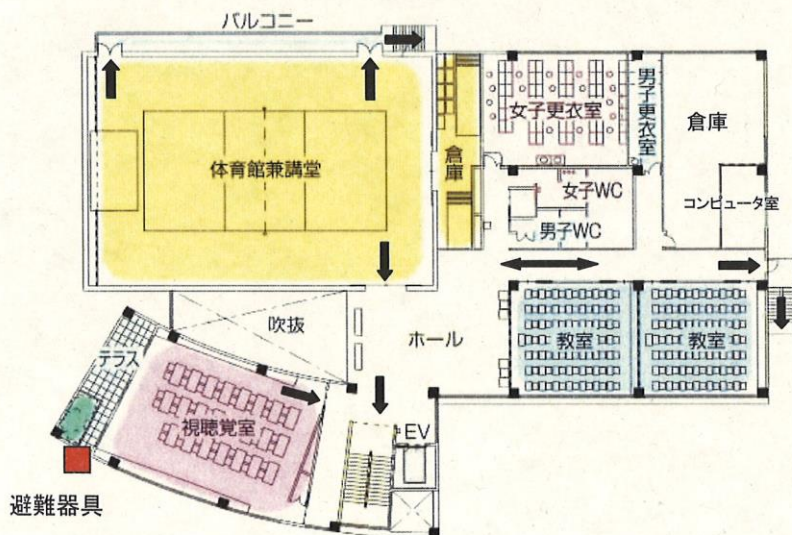 バルコニー
女子更衣室
男子更衣室
倉庫
体育館兼講堂
倉庫
女子WC
コンピュータ室
男子WC
吹抜
ホール
教室
教室
テラス
視聴覚室
EV
避難器具